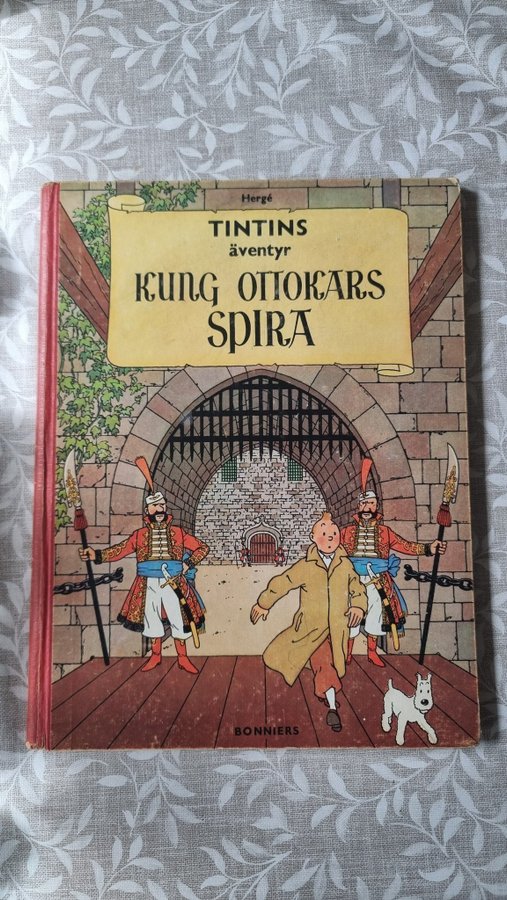 Hergé
TINTINS
äventyr
KUNG OTTOKARS
SPIRA
BONNIERS